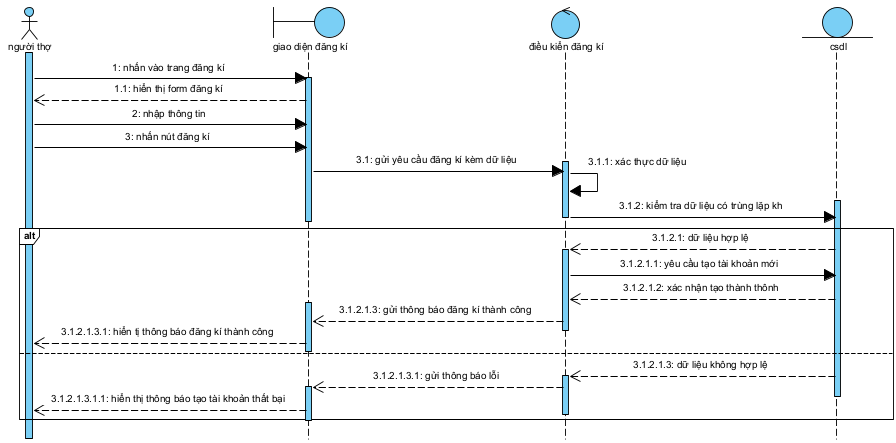 người thợ
giao diện đăng kí
điều kiển đăng kí
csdl
1: nhấn vào trang đăng kí
1.1: hiển thị form đăng kí
2: nhập thông tin
3: nhấn nút đăng kí
3.1: gửi yêu cầu đăng kí kèm dữ liệu
3.1.1: xác thực dữ liệu
3.1.2: kiểm tra dữ liệu có trùng lặp kh
alt
3.1.2.1: dữ liệu hợp lệ
3.1.2.1.1: yêu cầu tạo tài khoản mới
3.1.2.1.2: xác nhận tạo thành thônh
3.1.2.1.3: gửi thông báo đăng kí thành công
3.1.2.1.3.1: hiển tị thông báo đăng kí thành công
3.1.2.1.3: dữ liệu không hợp lệ
3.1.2.1.3.1: gửi thông báo lỗi
3.1.2.1.3.1.1: hiển thị thông báo tạo tài khoản thất bại